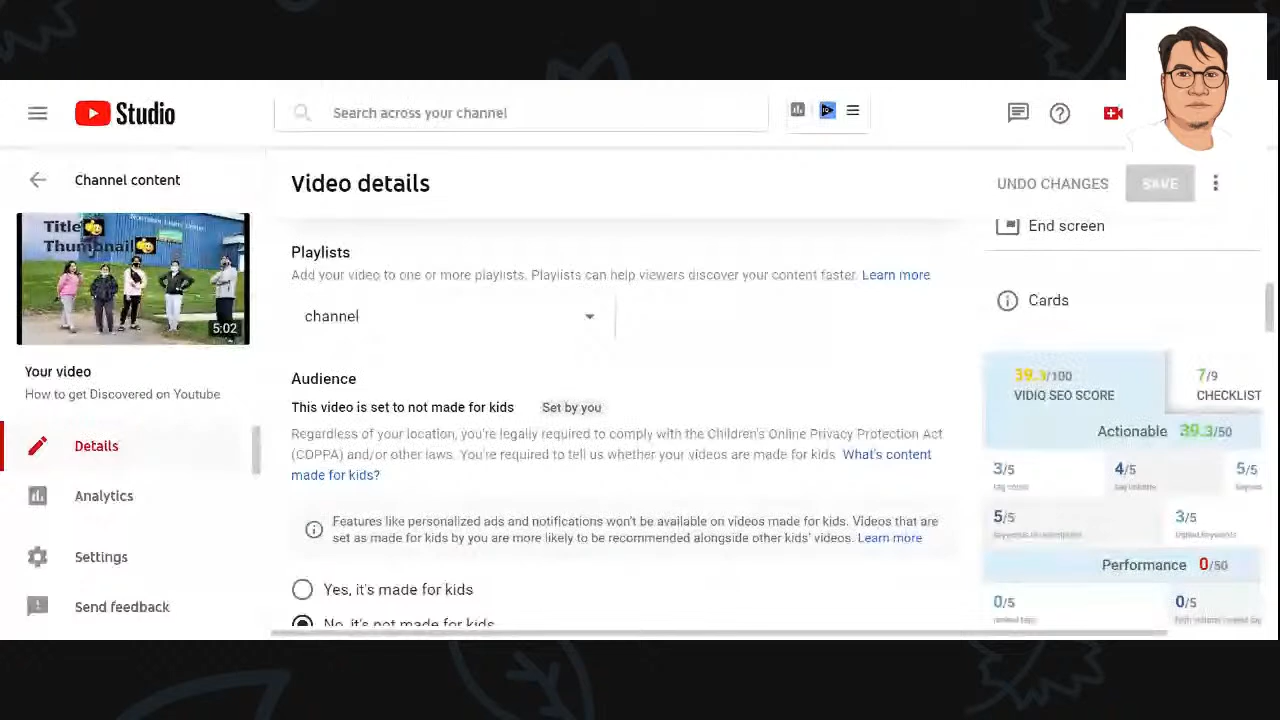 Studio
Search across your channel
Channel content
Video details
UNDO CHANGES
SAVE
Title
Thumbnail
5:02
Your video
How to get Discovered on Youtube
Details
Analytics
Settings
Send feedback
Playlists
Add your video to one or more playlists. Playlists can help viewers discover your content faster. Learn more
channel
Audience
This video is set to not made for kids Set by you
Regardless of your location, you're legally required to comply with the Children's Online Privacy Protection Act
(COPPA) and/or other laws. You're required to tell us whether your videos are made for kids. What's content
made for kids?
Features like personalized ads and notifications won't be available on videos made for kids. Videos that are
set as made for kids by you are more likely to be recommended alongside other kids' videos. Learn more
Yes, it's made for kids
No, it's not made for kids
End screen
Cards
39.3/100
VIDIQ SEO SCORE
7/9
CHECKLIST
Actionable 39.3/50
3/5
4/5
5/5
tag count
tag volume
5/5
3/5
Performance 0/50
0/5
0/5